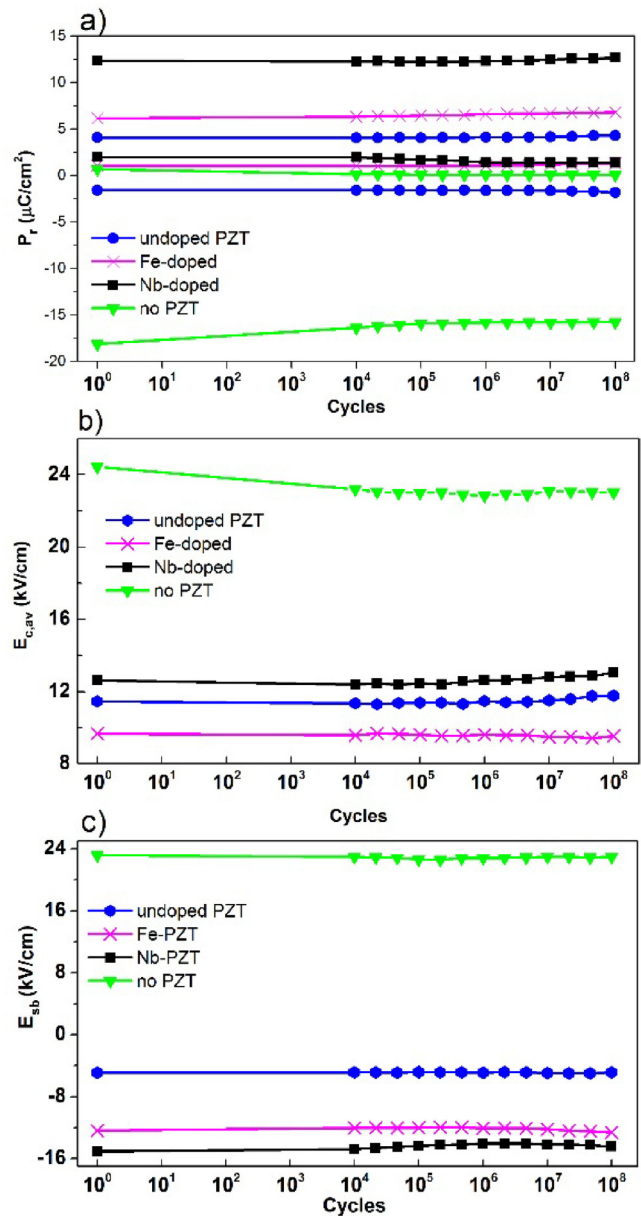 a)
15
10
5
0
-5
-10
-15
-20
P_r (μC/cm²)
undoped PZT
Fe-doped
Nb-doped
no PZT
10⁰ 10¹ 10² 10³ 10⁴ 10⁵ 10⁶ 10⁷ 10⁸
Cycles
b)
24
20
16
12
8
E_c,av (kV/cm)
undoped PZT
Fe-doped
Nb-doped
no PZT
10⁰ 10¹ 10² 10³ 10⁴ 10⁵ 10⁶ 10⁷ 10⁸
Cycles
c)
24
16
8
0
-8
-16
E_sb (kV/cm)
undoped PZT
Fe-PZT
Nb-PZT
no PZT
10⁰ 10¹ 10² 10³ 10⁴ 10⁵ 10⁶ 10⁷ 10⁸
Cycles